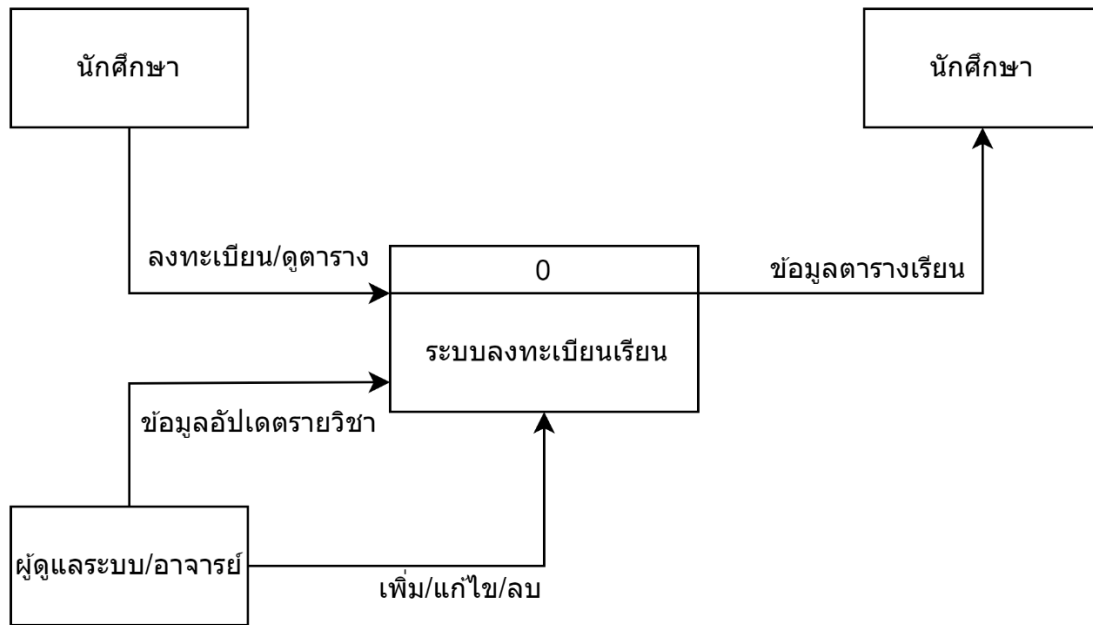 นักศึกษา
นักศึกษา
ลงทะเบียน/ดูตาราง
0
ข้อมูลตารางเรียน
ระบบลงทะเบียนเรียน
ข้อมูลอัปเดตรายวิชา
ผู้ดูแลระบบ/อาจารย์
เพิ่ม/แก้ไข/ลบ